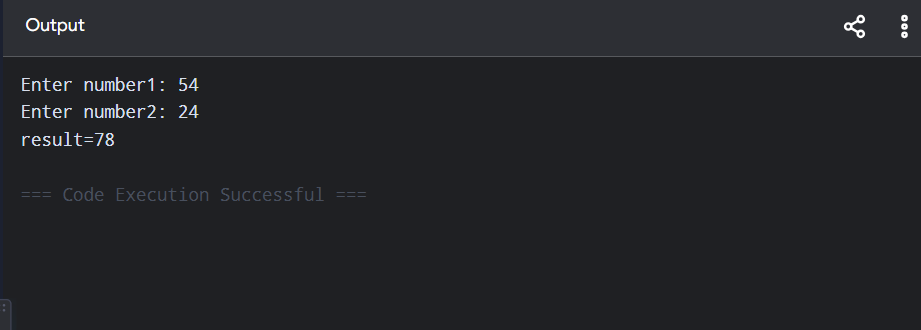 Output
Enter number1: 54
Enter number2: 24
result=78
=== Code Execution Successful ===